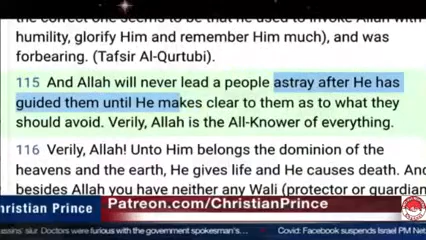 the correct one seems to be that he used to invoke Allah with
humility, glorify Him and remember Him much), and was
forbearing. (Tafsir Al-Qurtubi).
115 And Allah will never lead a people astray after He has
guided them until He makes clear to them as to what they
should avoid. Verily, Allah is the All-Knower of everything.
116 Verily, Allah! Unto Him belongs the dominion of the
heavens and the earth, He gives life and He causes death. And
besides Allah you have neither any Wali (protector or guardian
Christian Prince
Patreon.com/ChristianPrince
assins' slur. Doctors were furious with the government spokesman's...
Covid: Facebook suspends Israel PM Net